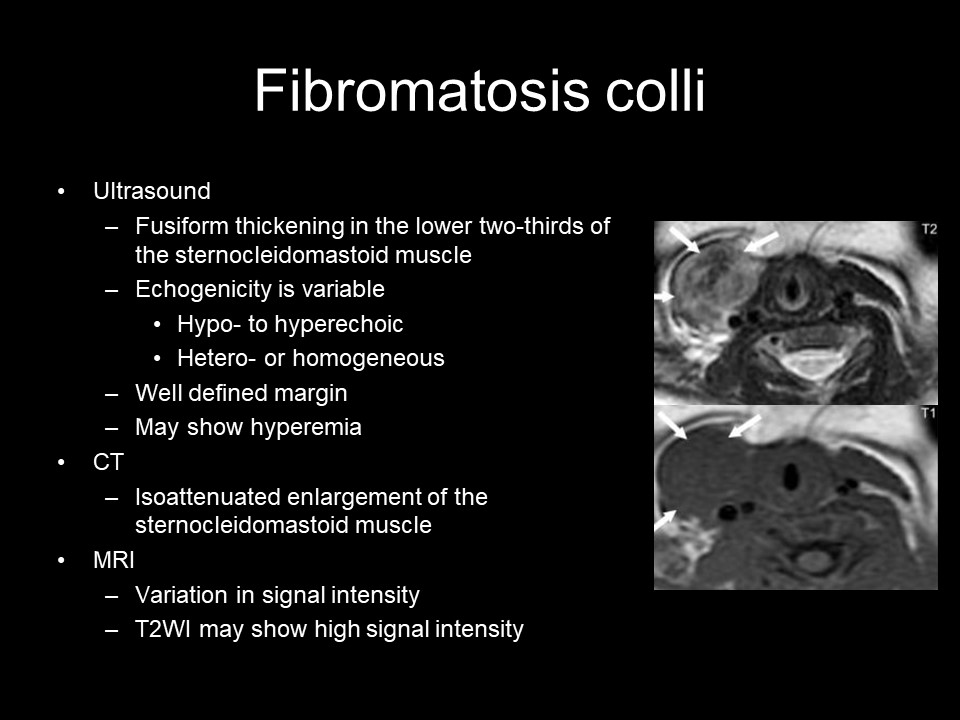 Fibromatosis colli
• Ultrasound
– Fusiform thickening in the lower two-thirds of
the sternocleidomastoid muscle
– Echogenicity is variable
• Hypo- to hyperechoic
• Hetero- or homogeneous
– Well defined margin
– May show hyperemia
• CT
– Isoattenuated enlargement of the
sternocleidomastoid muscle
• MRI
– Variation in signal intensity
– T2WI may show high signal intensity
T2
T1